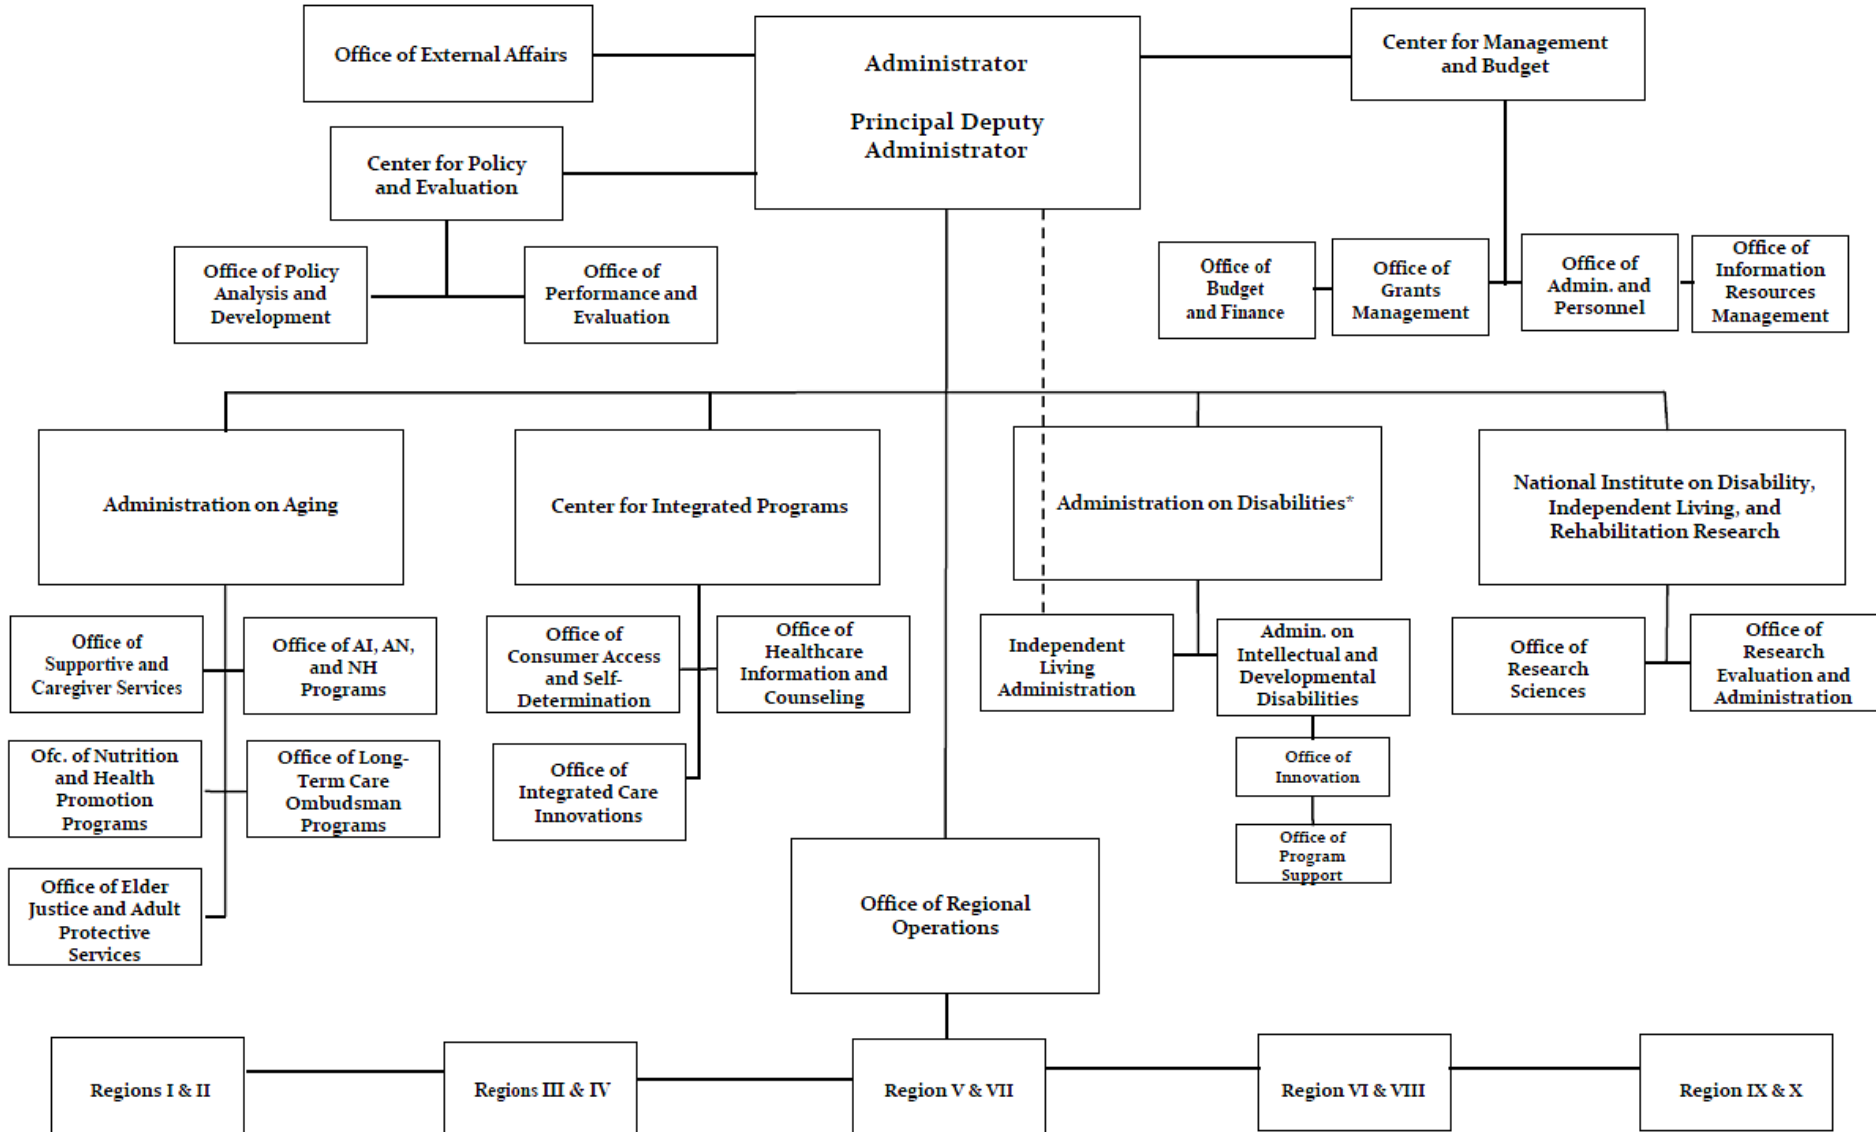 Office of External Affairs
Administrator
Principal Deputy
Administrator
Center for Management
and Budget
Center for Policy
and Evaluation
Office of Policy
Analysis and
Development
Office of
Performance and
Evaluation
Office of
Budget
and Finance
Office of
Grants
Management
Office of
Admin. and
Personnel
Office of
Information
Resources
Management
Administration on Aging
Center for Integrated Programs
Administration on Disabilities*
National Institute on Disability,
Independent Living, and
Rehabilitation Research
Office of
Supportive and
Caregiver Services
Office of AI, AN,
and NH
Programs
Office of
Consumer Access
and Self-
Determination
Office of
Healthcare
Information and
Counseling
Independent
Living
Administration
Admin. on
Intellectual and
Developmental
Disabilities
Office of
Research
Sciences
Office of
Research
Evaluation and
Administration
Ofc. of Nutrition
and Health
Promotion
Programs
Office of Long-
Term Care
Ombudsman
Programs
Office of
Integrated Care
Innovations
Office of
Innovation
Office of
Program
Support
Office of Elder
Justice and Adult
Protective
Services
Office of Regional
Operations
Regions I & II
Regions III & IV
Region V & VII
Region VI & VIII
Region IX & X